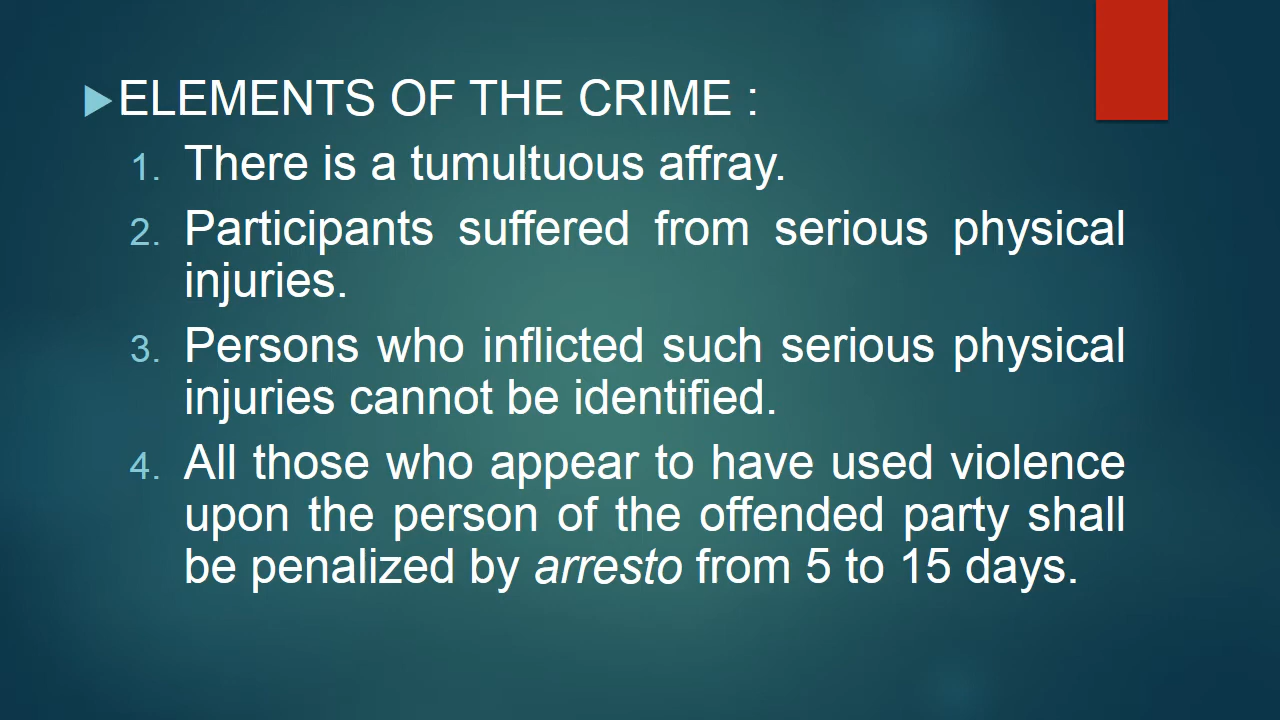 ELEMENTS OF THE CRIME :
1. There is a tumultuous affray.
2. Participants suffered from serious physical
injuries.
3. Persons who inflicted such serious physical
injuries cannot be identified.
4. All those who appear to have used violence
upon the person of the offended party shall
be penalized by arresto from 5 to 15 days.